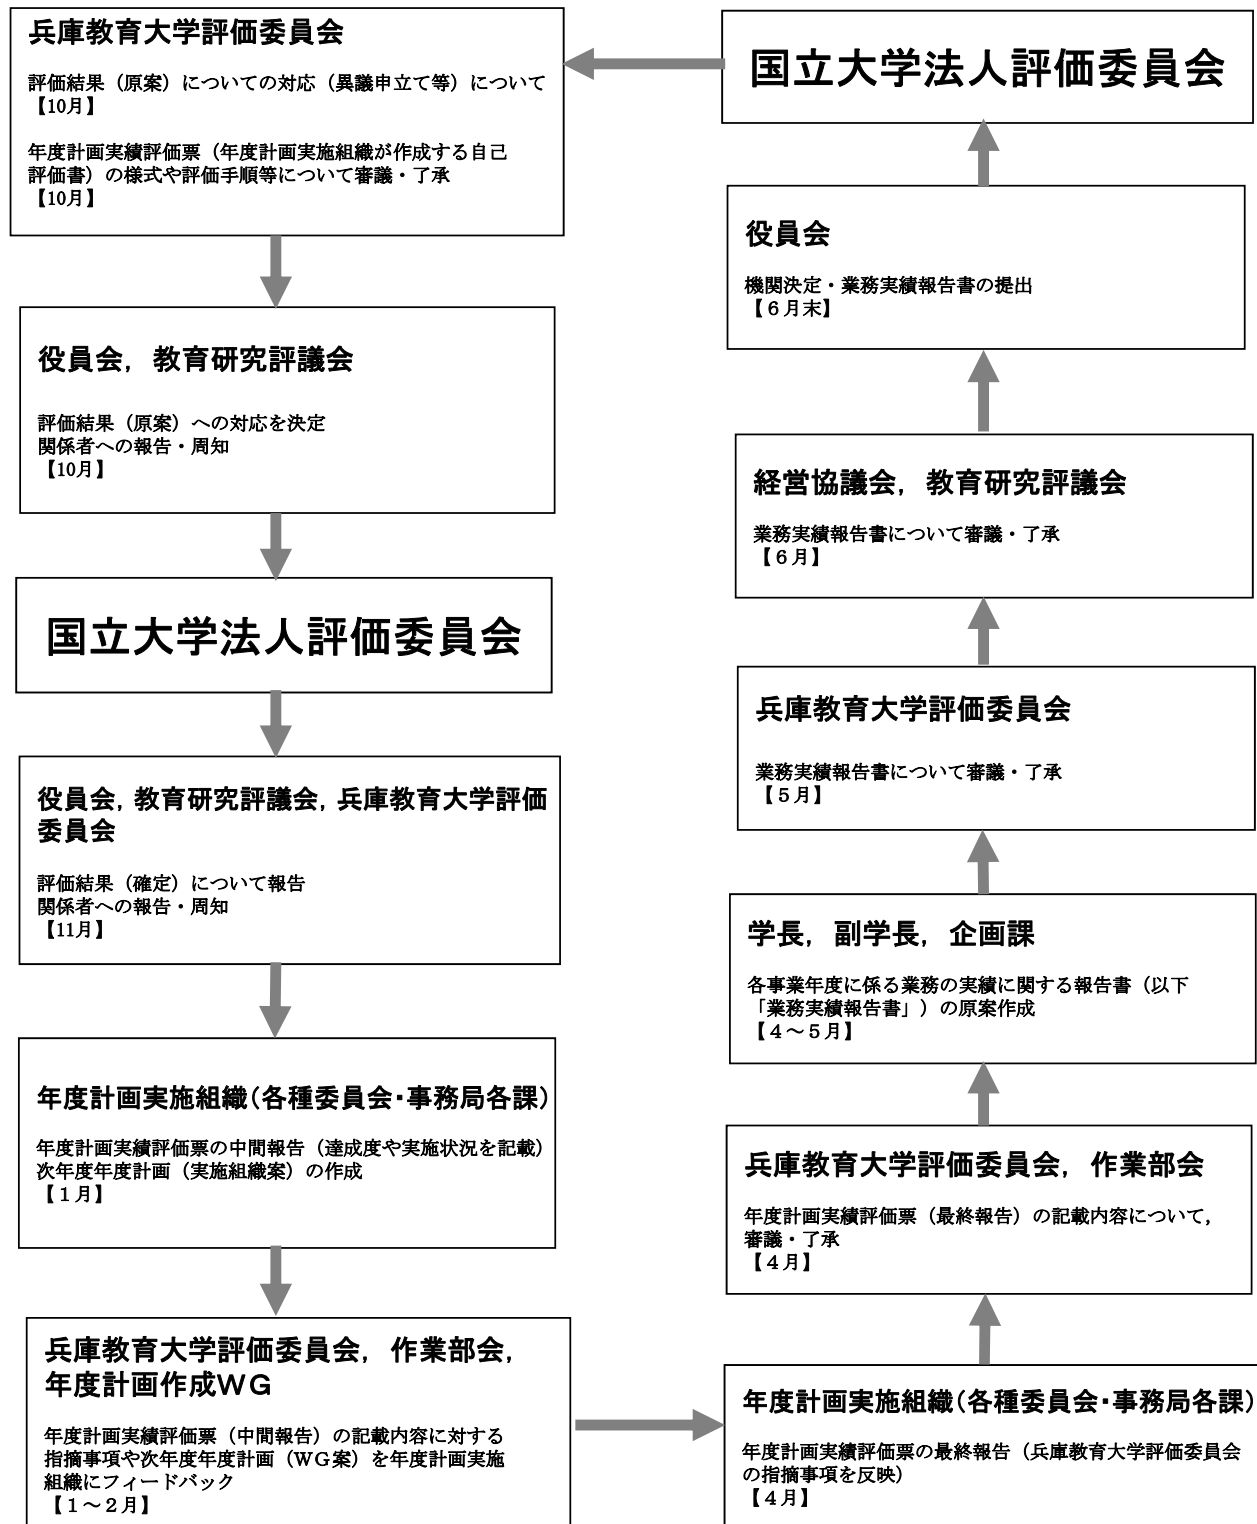 兵庫教育大学評価委員会
評価結果（原案）についての対応（異議申立て等）について
【10月】
年度計画実績評価票（年度計画実施組織が作成する自己
評価書）の様式や評価手順等について審議・了承
【10月】
役員会，教育研究評議会
評価結果（原案）への対応を決定
関係者への報告・周知
【10月】
国立大学法人評価委員会
役員会，教育研究評議会，兵庫教育大学評価
委員会
評価結果（確定）について報告
関係者への報告・周知
【11月】
年度計画実施組織（各種委員会・事務局各課）
年度計画実績評価票の中間報告（達成度や実施状況を記載）
次年度年度計画（実施組織案）の作成
【１月】
兵庫教育大学評価委員会，作業部会，
年度計画作成ＷＧ
年度計画実績評価票（中間報告）の記載内容に対する
指摘事項や次年度年度計画（ＷＧ案）を年度計画実施
組織にフィードバック
【１～２月】
年度計画実施組織（各種委員会・事務局各課）
年度計画実績評価票の最終報告（兵庫教育大学評価委員会
の指摘事項を反映）
【４月】
兵庫教育大学評価委員会，作業部会
年度計画実績評価票（最終報告）の記載内容について，
審議・了承
【４月】
学長，副学長，企画課
各事業年度に係る業務の実績に関する報告書（以下
「業務実績報告書」）の原案作成
【４～５月】
兵庫教育大学評価委員会
業務実績報告書について審議・了承
【５月】
経営協議会，教育研究評議会
業務実績報告書について審議・了承
【６月】
役員会
機関決定・業務実績報告書の提出
【６月末】
国立大学法人評価委員会